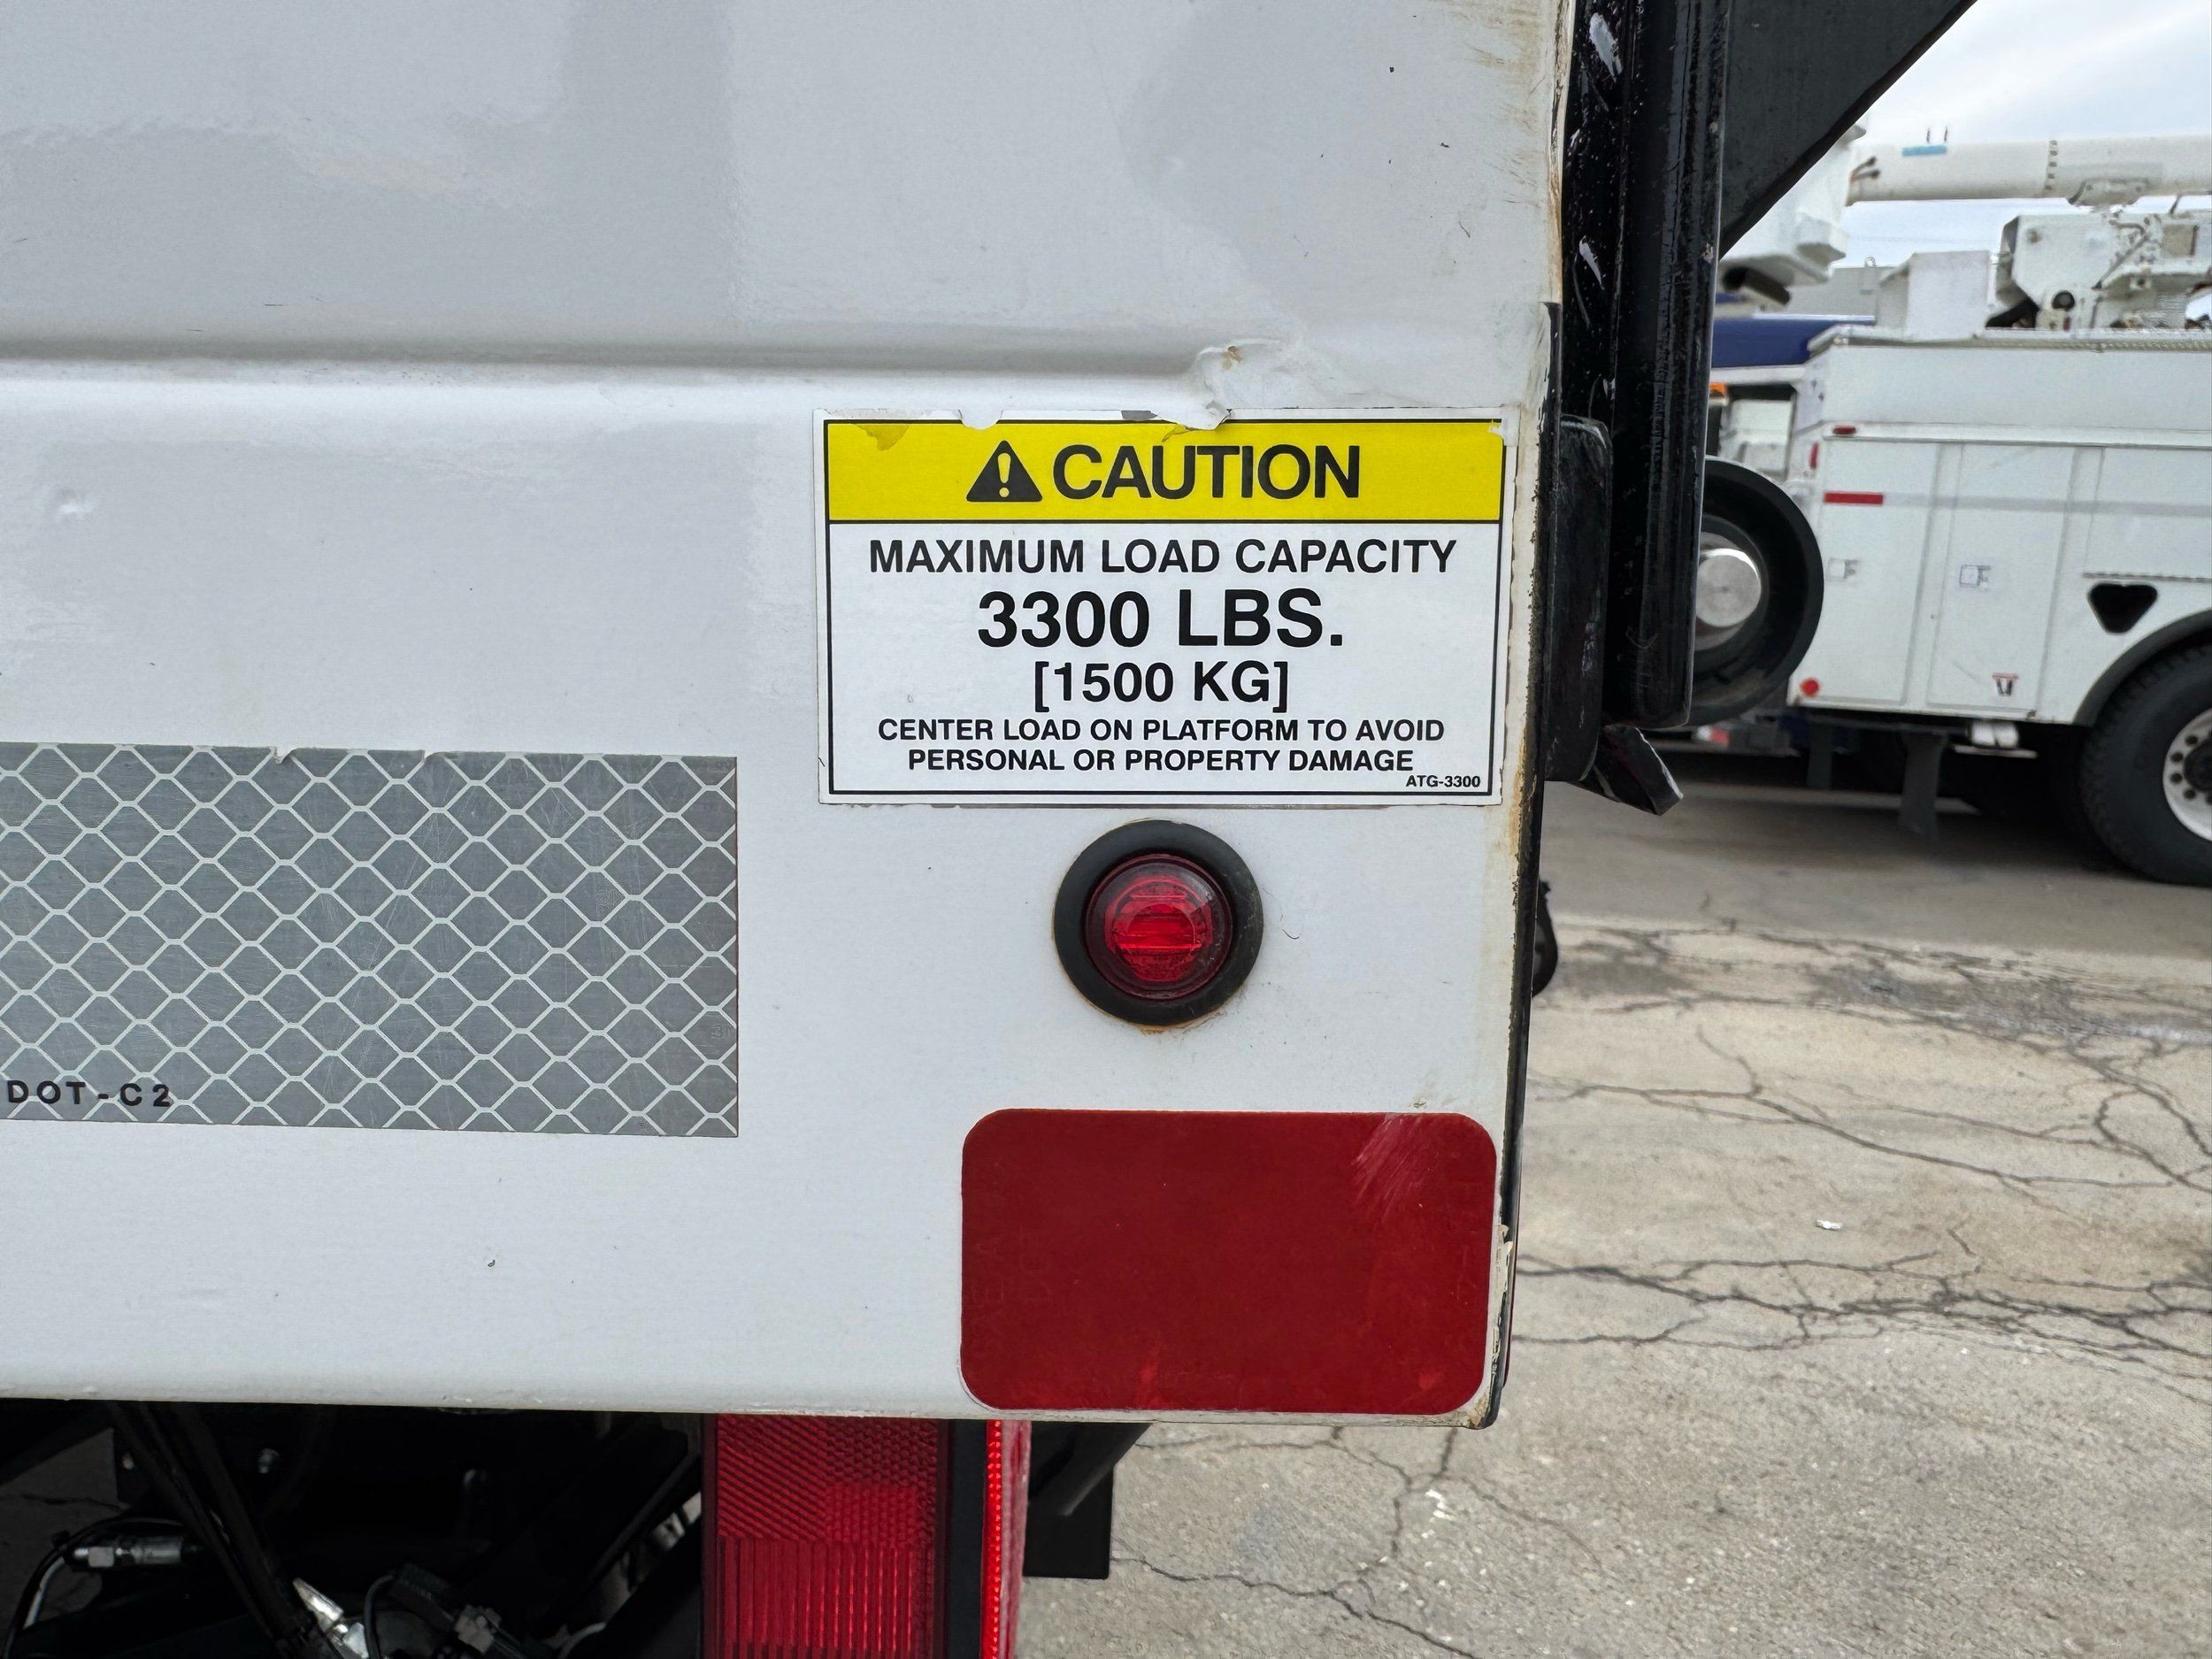 CAUTION
MAXIMUM LOAD CAPACITY
3300 LBS.
[1500 KG]
CENTER LOAD ON PLATFORM TO AVOID
PERSONAL OR PROPERTY DAMAGE
ATG-3300
DOT-C2